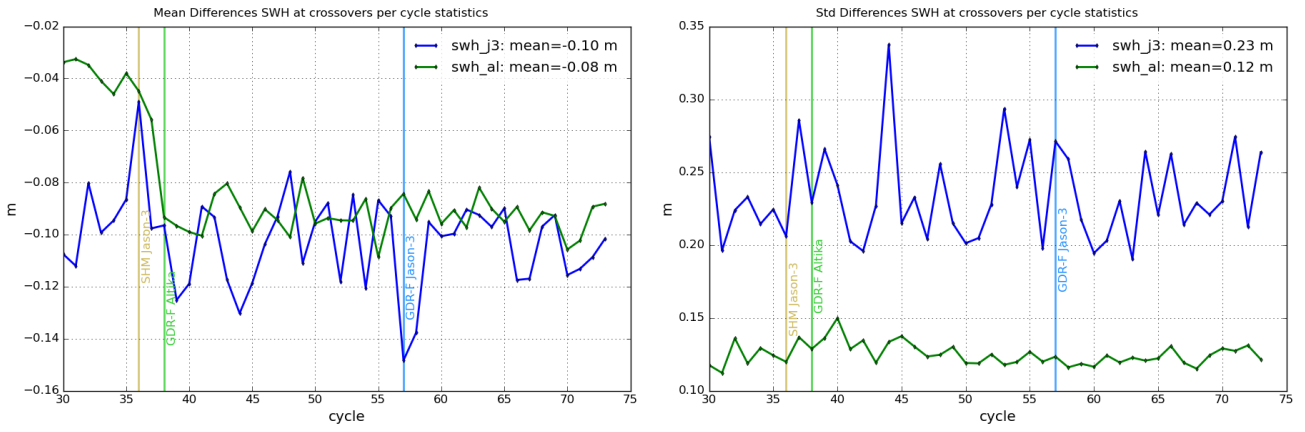 Mean Differences SWH at crossovers per cycle statistics
−0.02
−0.04
−0.06
−0.08
−0.10
−0.12
−0.14
−0.16
m
swh_j3: mean=-0.10 m
swh_al: mean=-0.08 m
SHM Jason-3
GDR-F Altika
GDR-F Jason-3
30 35 40 45 50 55 60 65 70 75
cycle
Std Differences SWH at crossovers per cycle statistics
0.35
0.30
0.25
0.20
0.15
0.10
m
swh_j3: mean=0.23 m
swh_al: mean=0.12 m
SHM Jason-3
GDR-F Altika
GDR-F Jason-3
30 35 40 45 50 55 60 65 70 75
cycle